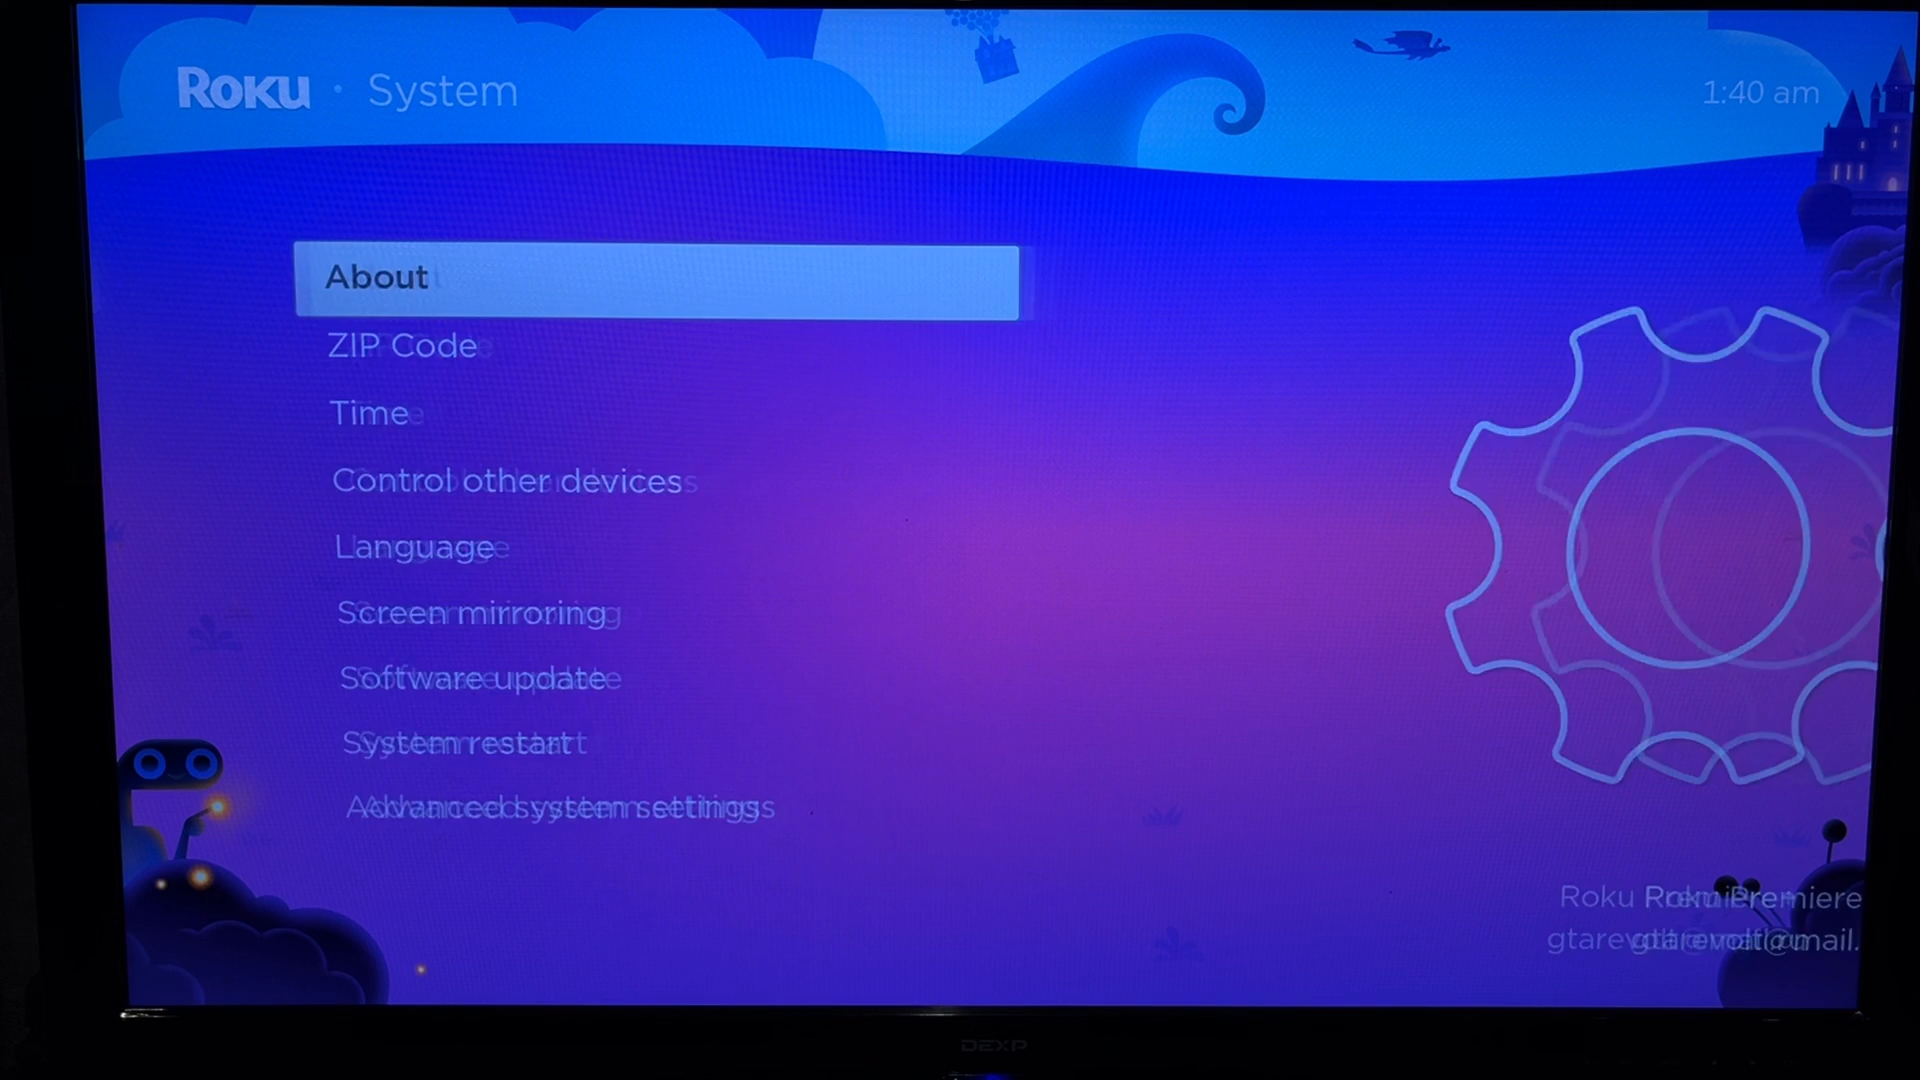 Roku • System
1:40 am
About
ZIP Code
Time
Control other devices
Language
Screen mirroring
Software update
System restart
Advanced system settings
Roku Premiere
DEXP